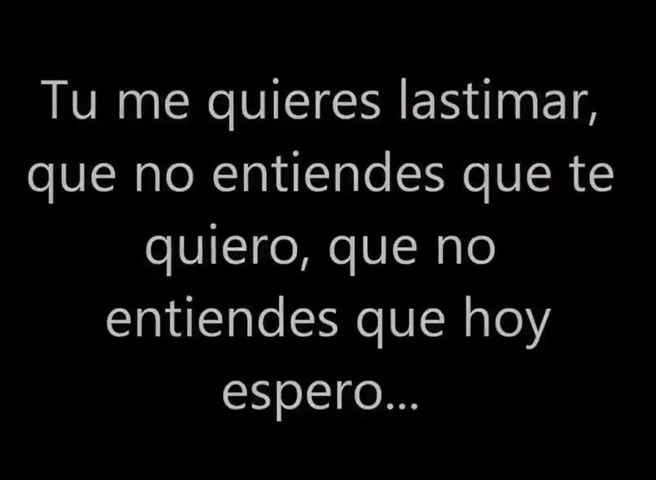 Tu me quieres lastimar,
que no entiendes que te
quiero, que no
entiendes que hoy
espero...